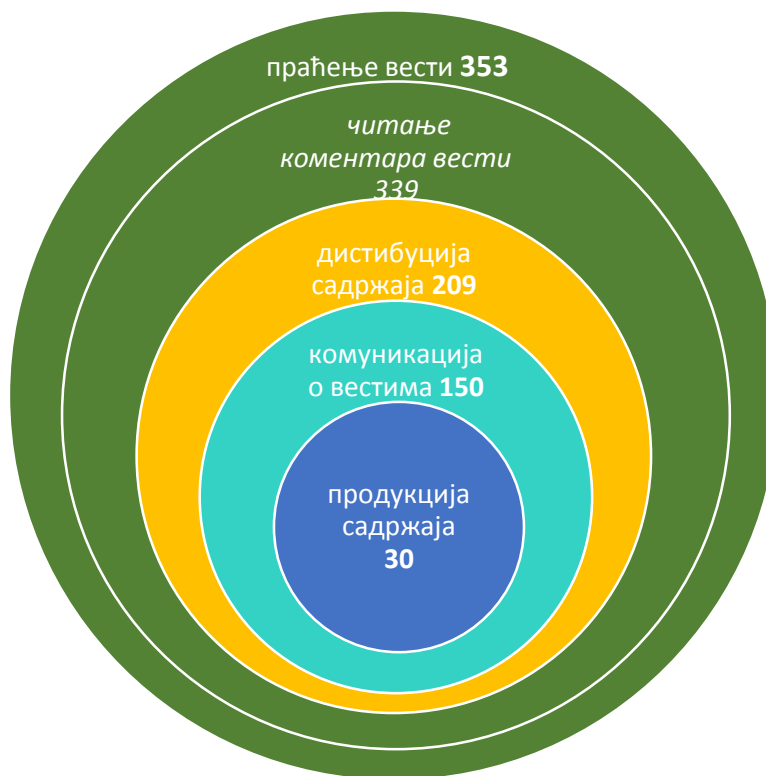 праћење вести 353
читање
коментара вести
339
дистибуција
садржаја 209
комуникација
о вестима 150
продукција
садржаја
30